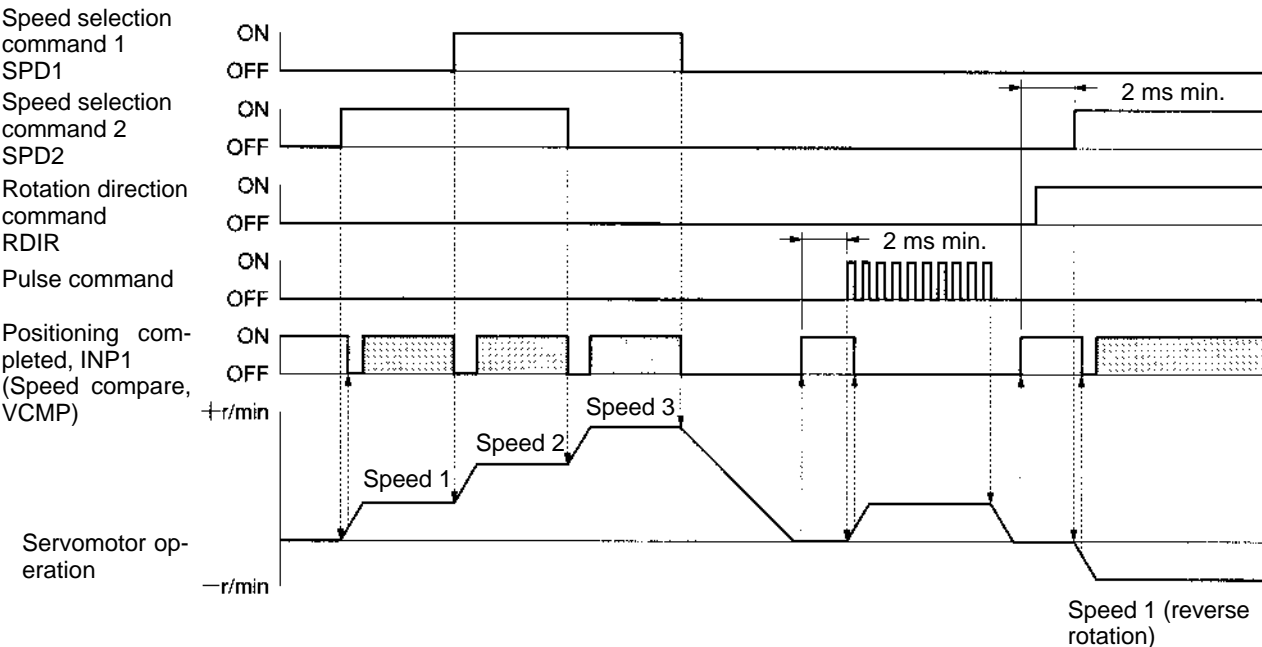 Speed selection
command 1
SPD1
ON
OFF
Speed selection
command 2
SPD2
ON
OFF
2 ms min.
Rotation direction
command
RDIR
ON
OFF
2 ms min.
Pulse command
ON
OFF
Positioning com-
pleted, INP1
(Speed compare,
VCMP)
ON
OFF
+r/min
Speed 1
Speed 2
Speed 3
Servomotor op-
eration
−r/min
Speed 1 (reverse
rotation)